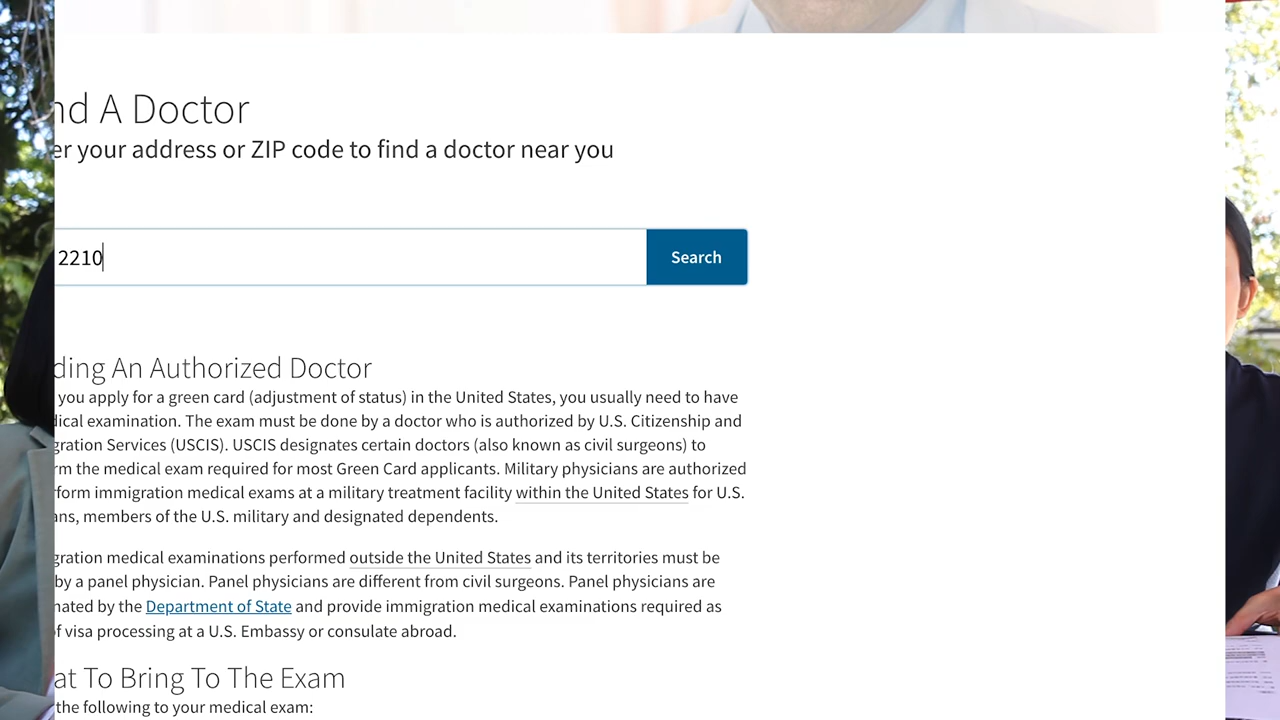 nd A Doctor
er your address or ZIP code to find a doctor near you
2210
Search
ding An Authorized Doctor
you apply for a green card (adjustment of status) in the United States, you usually need to have
dical examination. The exam must be done by a doctor who is authorized by U.S. Citizenship and
gration Services (USCIS). USCIS designates certain doctors (also known as civil surgeons) to
rm the medical exam required for most Green Card applicants. Military physicians are authorized
rform immigration medical exams at a military treatment facility within the United States for U.S.
ans, members of the U.S. military and designated dependents.
gration medical examinations performed outside the United States and its territories must be
by a panel physician. Panel physicians are different from civil surgeons. Panel physicians are
nated by the Department of State and provide immigration medical examinations required as
of visa processing at a U.S. Embassy or consulate abroad.
at To Bring To The Exam
the following to your medical exam: